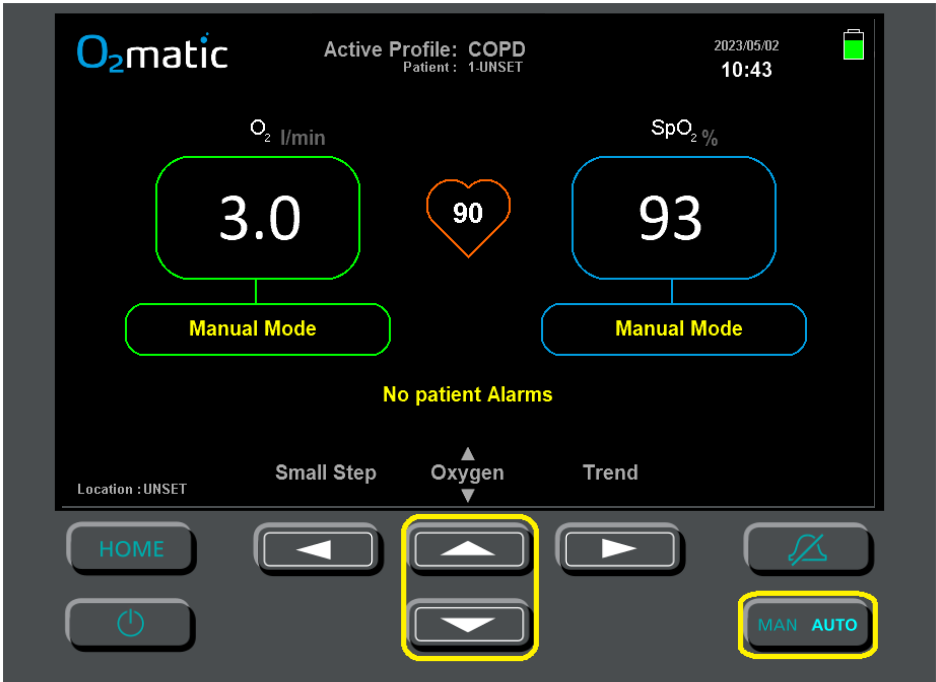 O2matic
Active Profile: COPD
Patient : 1-UNSET
2023/05/02
10:43
O2 l/min
SpO2 %
3.0
90
93
Manual Mode
Manual Mode
No patient Alarms
Small Step
Oxygen
Trend
Location : UNSET
HOME
MAN AUTO